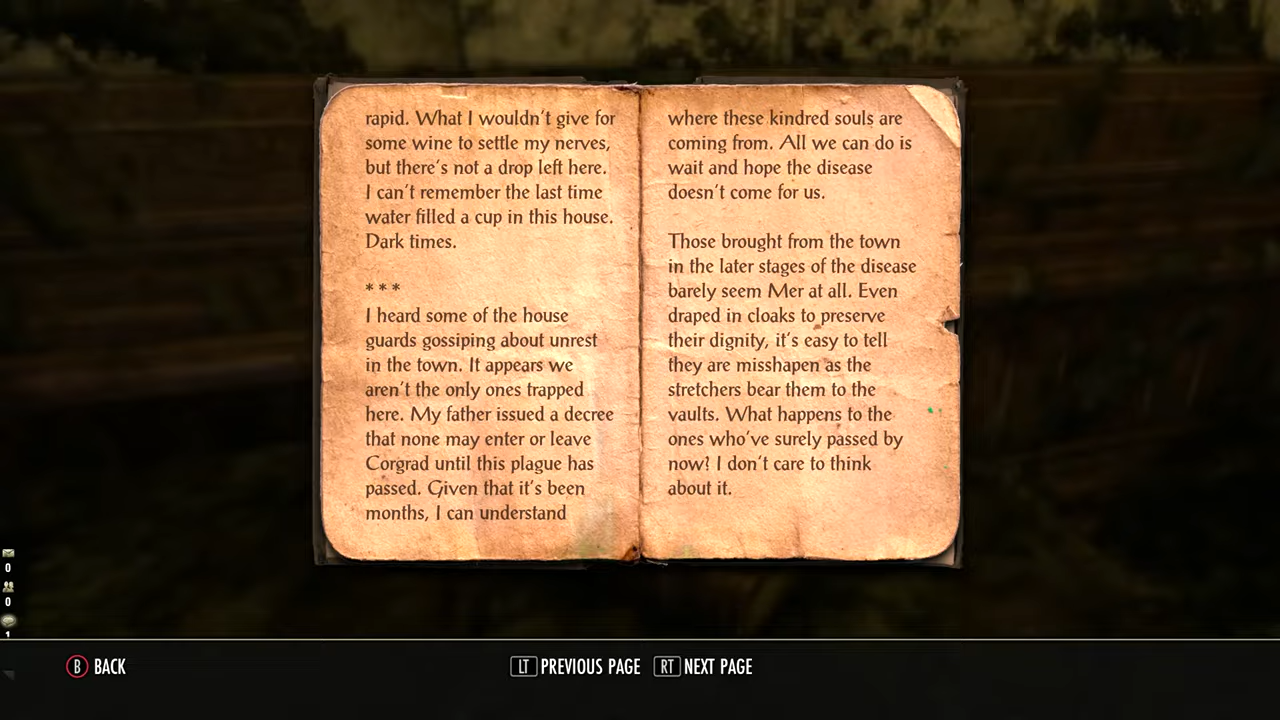 rapid. What I wouldn't give for
some wine to settle my nerves,
but there's not a drop left here.
I can't remember the last time
water filled a cup in this house.
Dark times.
* * *
I heard some of the house
guards gossiping about unrest
in the town. It appears we
aren't the only ones trapped
here. My father issued a decree
that none may enter or leave
Corgrad until this plague has
passed. Given that it's been
months, I can understand
where these kindred souls are
coming from. All we can do is
wait and hope the disease
doesn't come for us.
Those brought from the town
in the later stages of the disease
barely seem Mer at all. Even
draped in cloaks to preserve
their dignity, it's easy to tell
they are misshapen as the
stretchers bear them to the
vaults. What happens to the
ones who've surely passed by
now? I don't care to think
about it.
0
0
1
B BACK
LT PREVIOUS PAGE RT NEXT PAGE